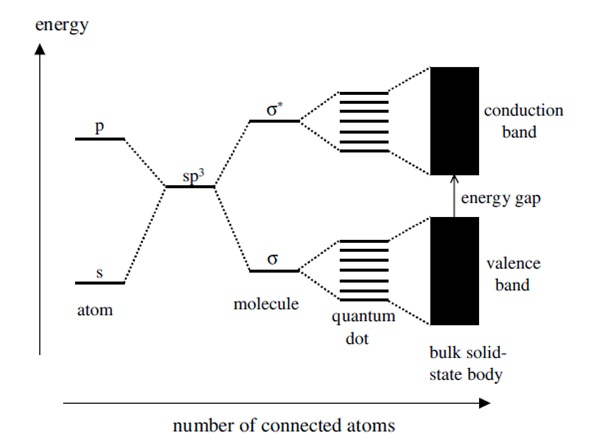 energy
p
s
atom
sp³
σ*
σ
molecule
quantum
dot
conduction
band
energy gap
valence
band
bulk solid-
state body
number of connected atoms